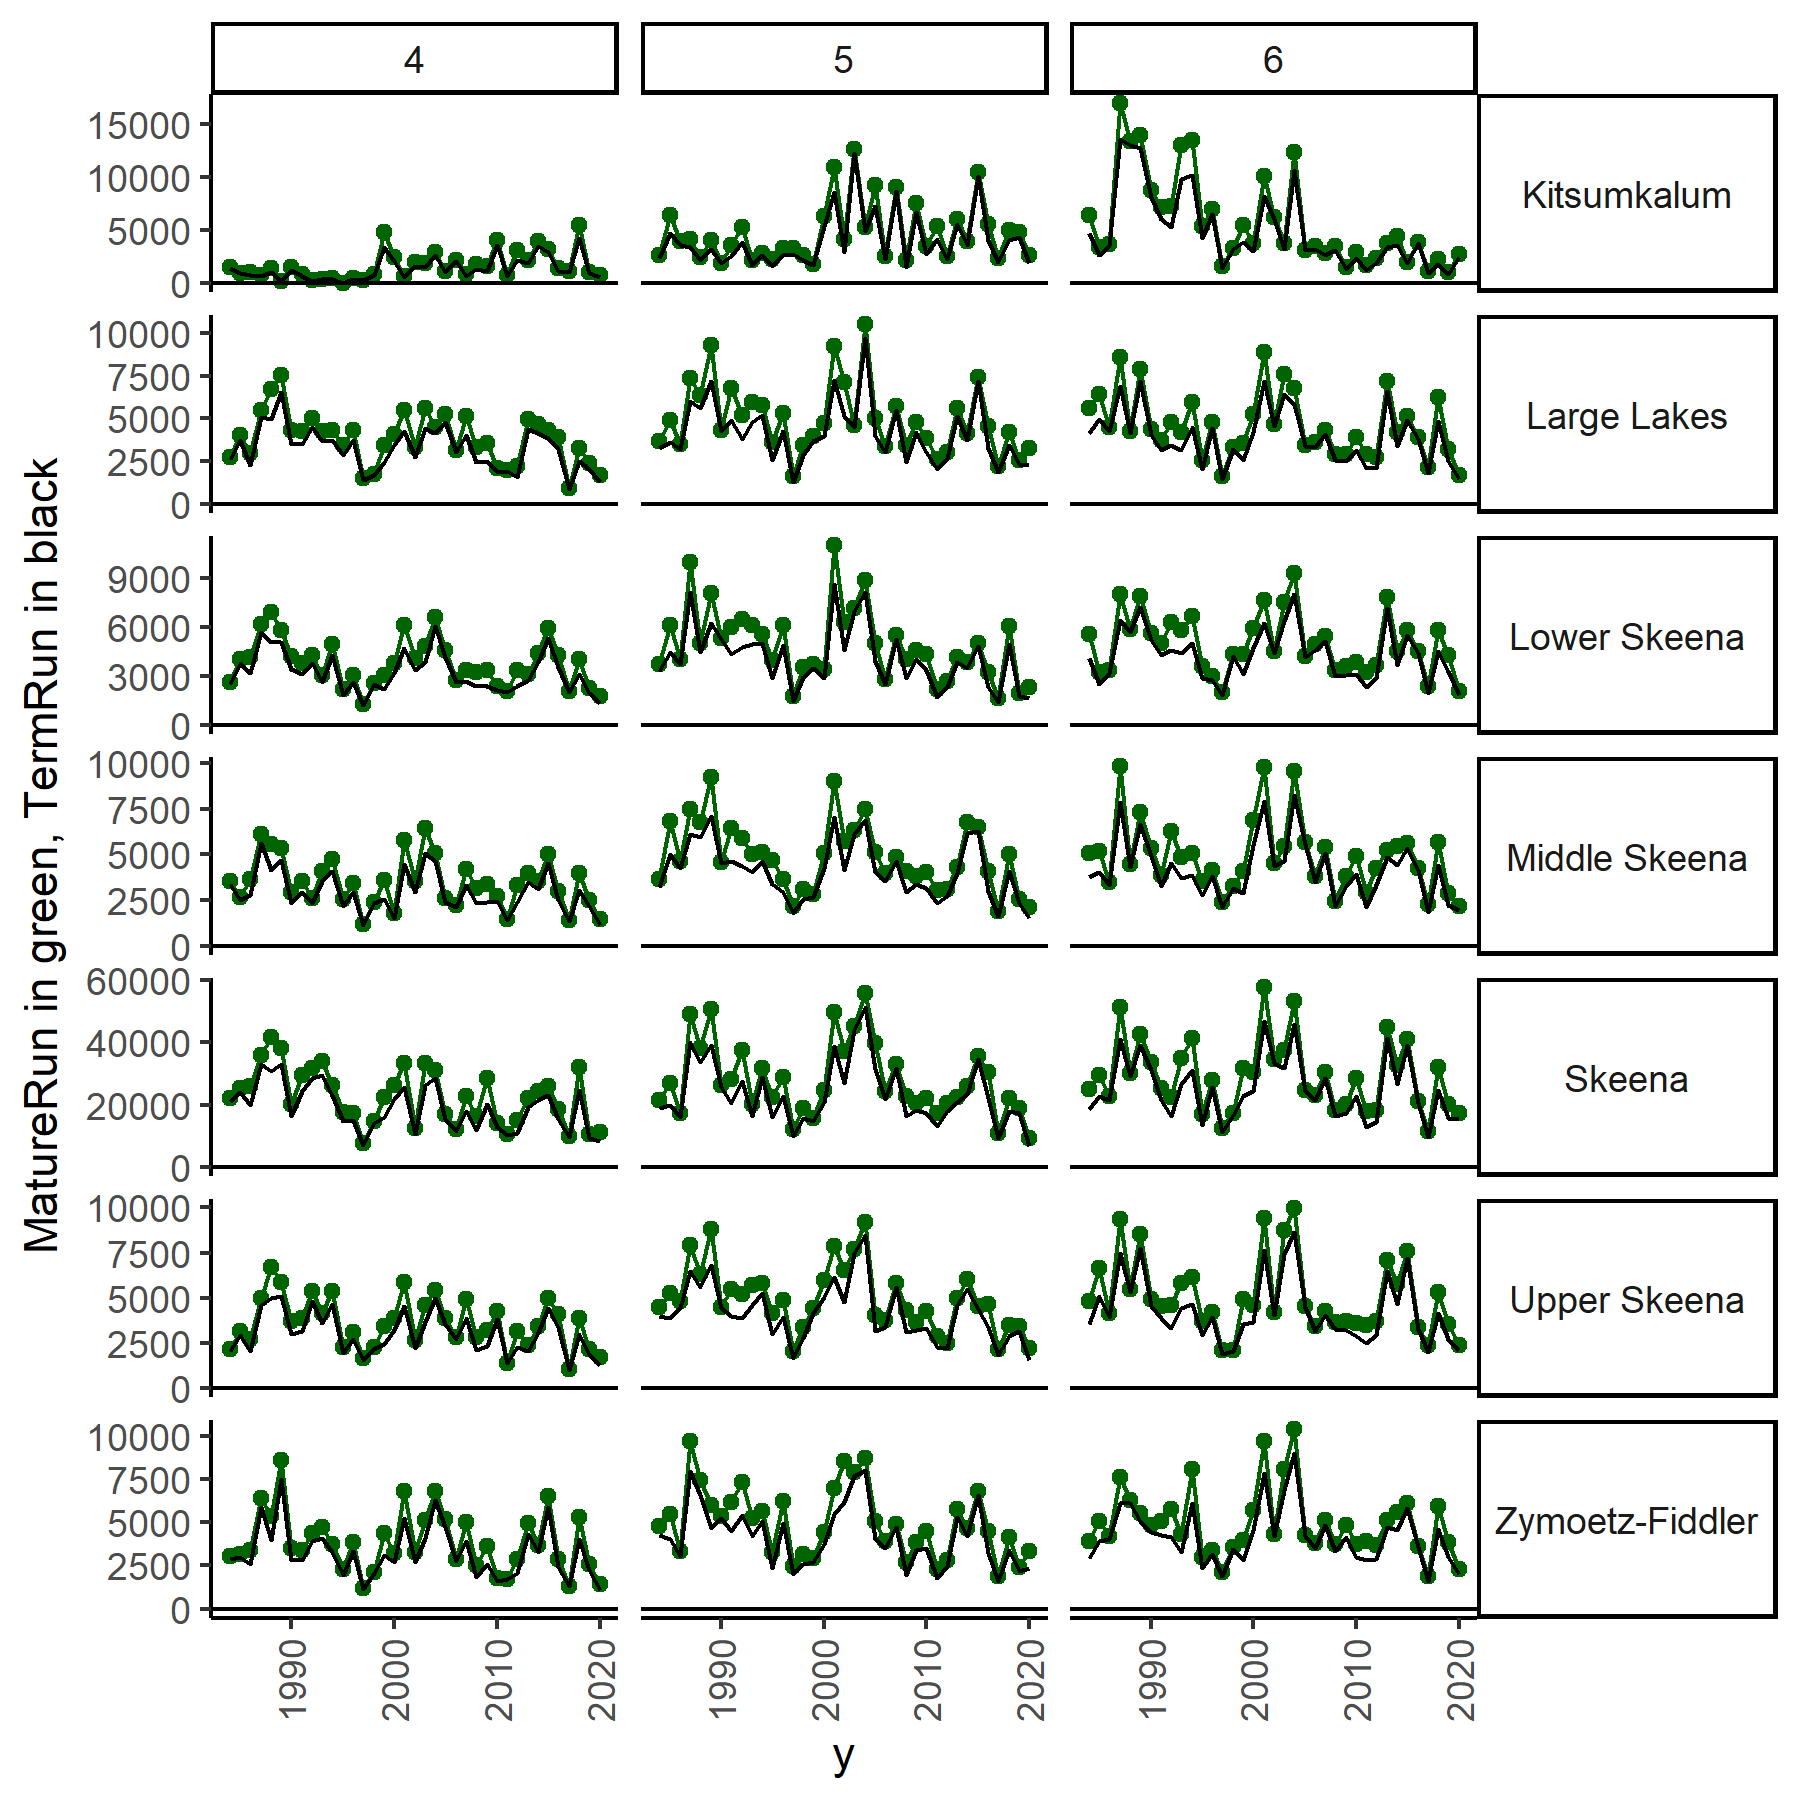 4 5 6
MatureRun in green, TermRun in black
15000
10000
5000
0
Kitsumkalum
10000
7500
5000
2500
0
Large Lakes
9000
6000
3000
0
Lower Skeena
10000
7500
5000
2500
0
Middle Skeena
60000
40000
20000
0
Skeena
10000
7500
5000
2500
0
Upper Skeena
10000
7500
5000
2500
0
Zymoetz-Fiddler
1990 2000 2010 2020 1990 2000 2010 2020 1990 2000 2010 2020
y